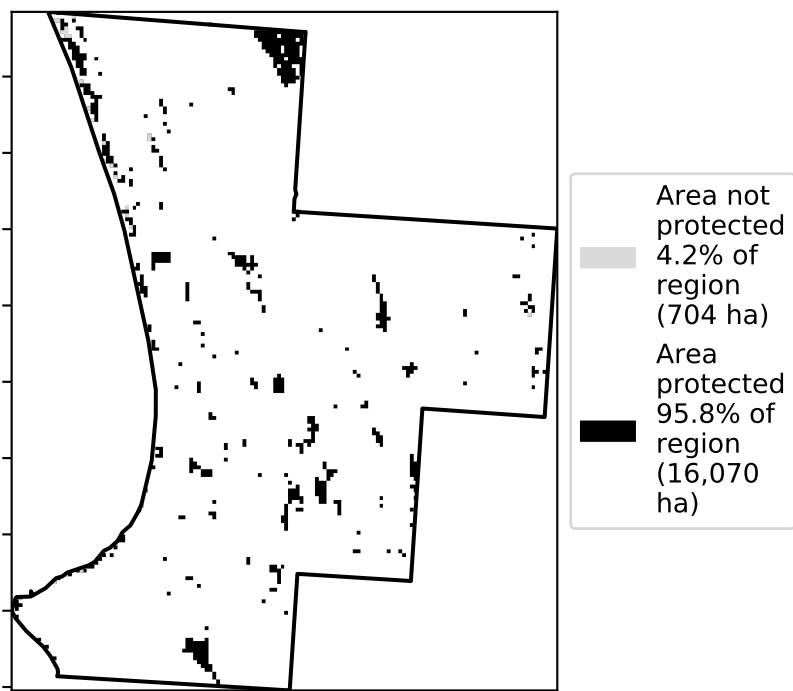 Area not
protected
4.2% of
region
(704 ha)
Area
protected
95.8% of
region
(16,070
ha)